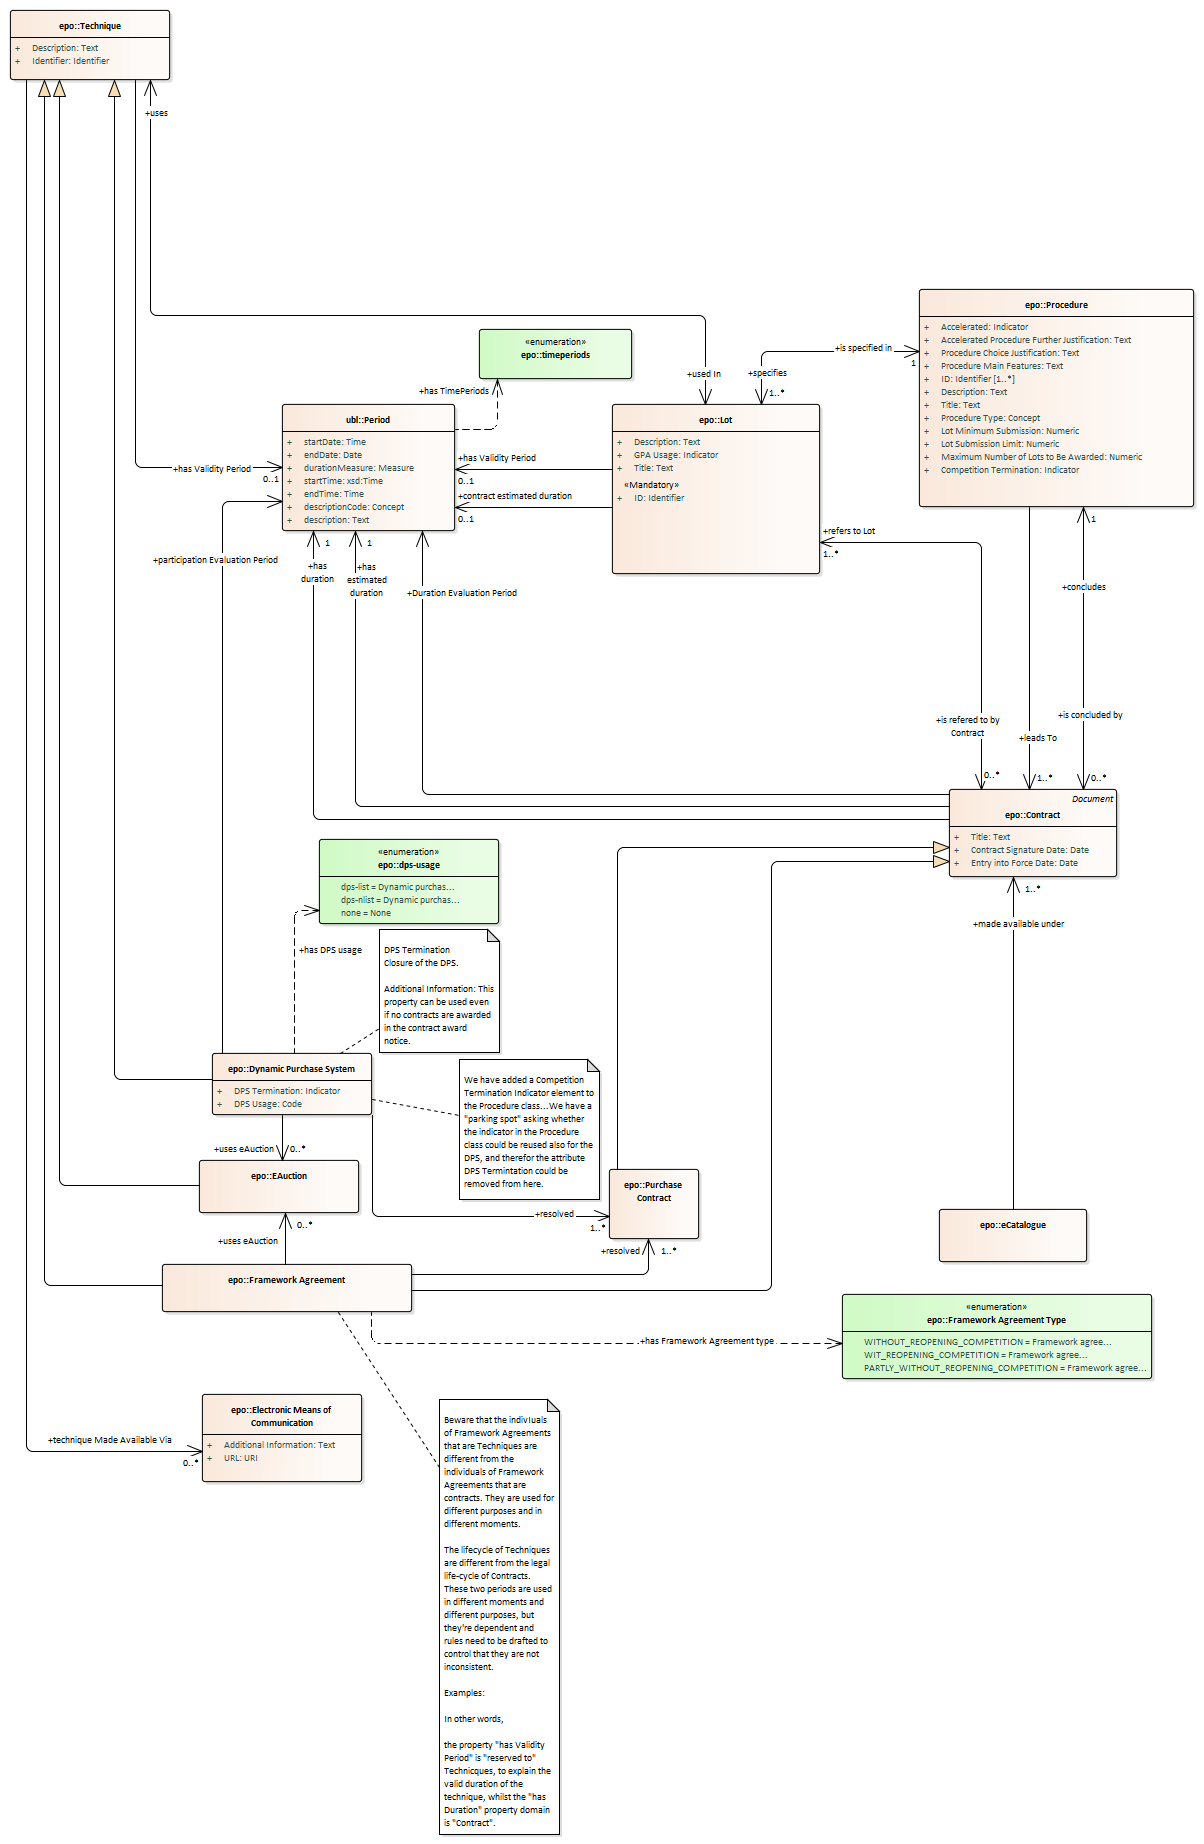 epo::Technique
+ Description: Text
+ Identifier: Identifier
+uses
epo::Procedure
+ Accelerated: Indicator
+ Accelerated Procedure Further Justification: Text
+ Procedure Choice Justification: Text
+ Procedure Main Features: Text
+ ID: Identifier [1..*]
+ Description: Text
+ Title: Text
+ Procedure Type: Concept
+ Lot Minimum Submission: Numeric
+ Lot Submission Limit: Numeric
+ Maximum Number of Lots to Be Awarded: Numeric
+ Competition Termination: Indicator
«enumeration»
epo::timeperiods
+has TimePeriods
+is specified in
1
+specifies
1..*
+used In
ubl::Period
+ startDate: Time
+ endDate: Date
+ durationMeasure: Measure
+ startTime: xsd:Time
+ endTime: Time
+ descriptionCode: Concept
+ description: Text
epo::Lot
+ Description: Text
+ GPA Usage: Indicator
+ Title: Text
«Mandatory»
+ ID: Identifier
+has Validity Period
0..1
+has Validity Period
0..1
+contract estimated duration
0..1
+participation Evaluation Period
1
+has
duration
1
+has
estimated
duration
+Duration Evaluation Period
+refers to Lot
1..*
1
+concludes
+is refered to by
Contract
0..*
+leads To
1..*
+is concluded by
0..*
Document
epo::Contract
+ Title: Text
+ Contract Signature Date: Date
+ Entry into Force Date: Date
1..*
+made available under
«enumeration»
epo::dps-usage
dps-list = Dynamic purchas...
dps-nlist = Dynamic purchas...
none = None
+has DPS usage
DPS Termination
Closure of the DPS.
Additional Information: This
property can be used even
if no contracts are awarded
in the contract award
notice.
epo::Dynamic Purchase System
+ DPS Termination: Indicator
+ DPS Usage: Code
We have added a Competition
Termination Indicator element to
the Procedure class...We have a
"parking spot" asking whether
the indicator in the Procedure
class could be reused also for the
DPS, and therefor the attribute
DPS Termintation could be
removed from here.
+uses eAuction
0..*
epo::EAuction
0..*
+uses eAuction
+resolved
1..*
epo::Purchase
Contract
+resolved
1..*
epo::eCatalogue
epo::Framework Agreement
+has Framework Agreement type
«enumeration»
epo::Framework Agreement Type
WITHOUT_REOPENING_COMPETITION = Framework agree...
WIT_REOPENING_COMPETITION = Framework agree...
PARTLY_WITHOUT_REOPENING_COMPETITION = Framework agree...
epo::Electronic Means of
Communication
+ Additional Information: Text
+ URL: URI
+technique Made Available Via
0..*
Beware that the indivIuals
of Framework Agreements
that are Techniques are
different from the
individuals of Framework
Agreements that are
contracts. They are used for
different purposes and in
different moments.
The lifecycle of Techniques
are different from the legal
life-cycle of Contracts.
These two periods are used
in different moments and
different purposes, but
they're dependent and
rules need to be drafted to
control that they are not
inconsistent.
Examples:
In other words,
the property "has Validity
Period" is "reserved to"
Technicques, to explain the
valid duration of the
technique, whilst the "has
Duration" property domain
is "Contract".